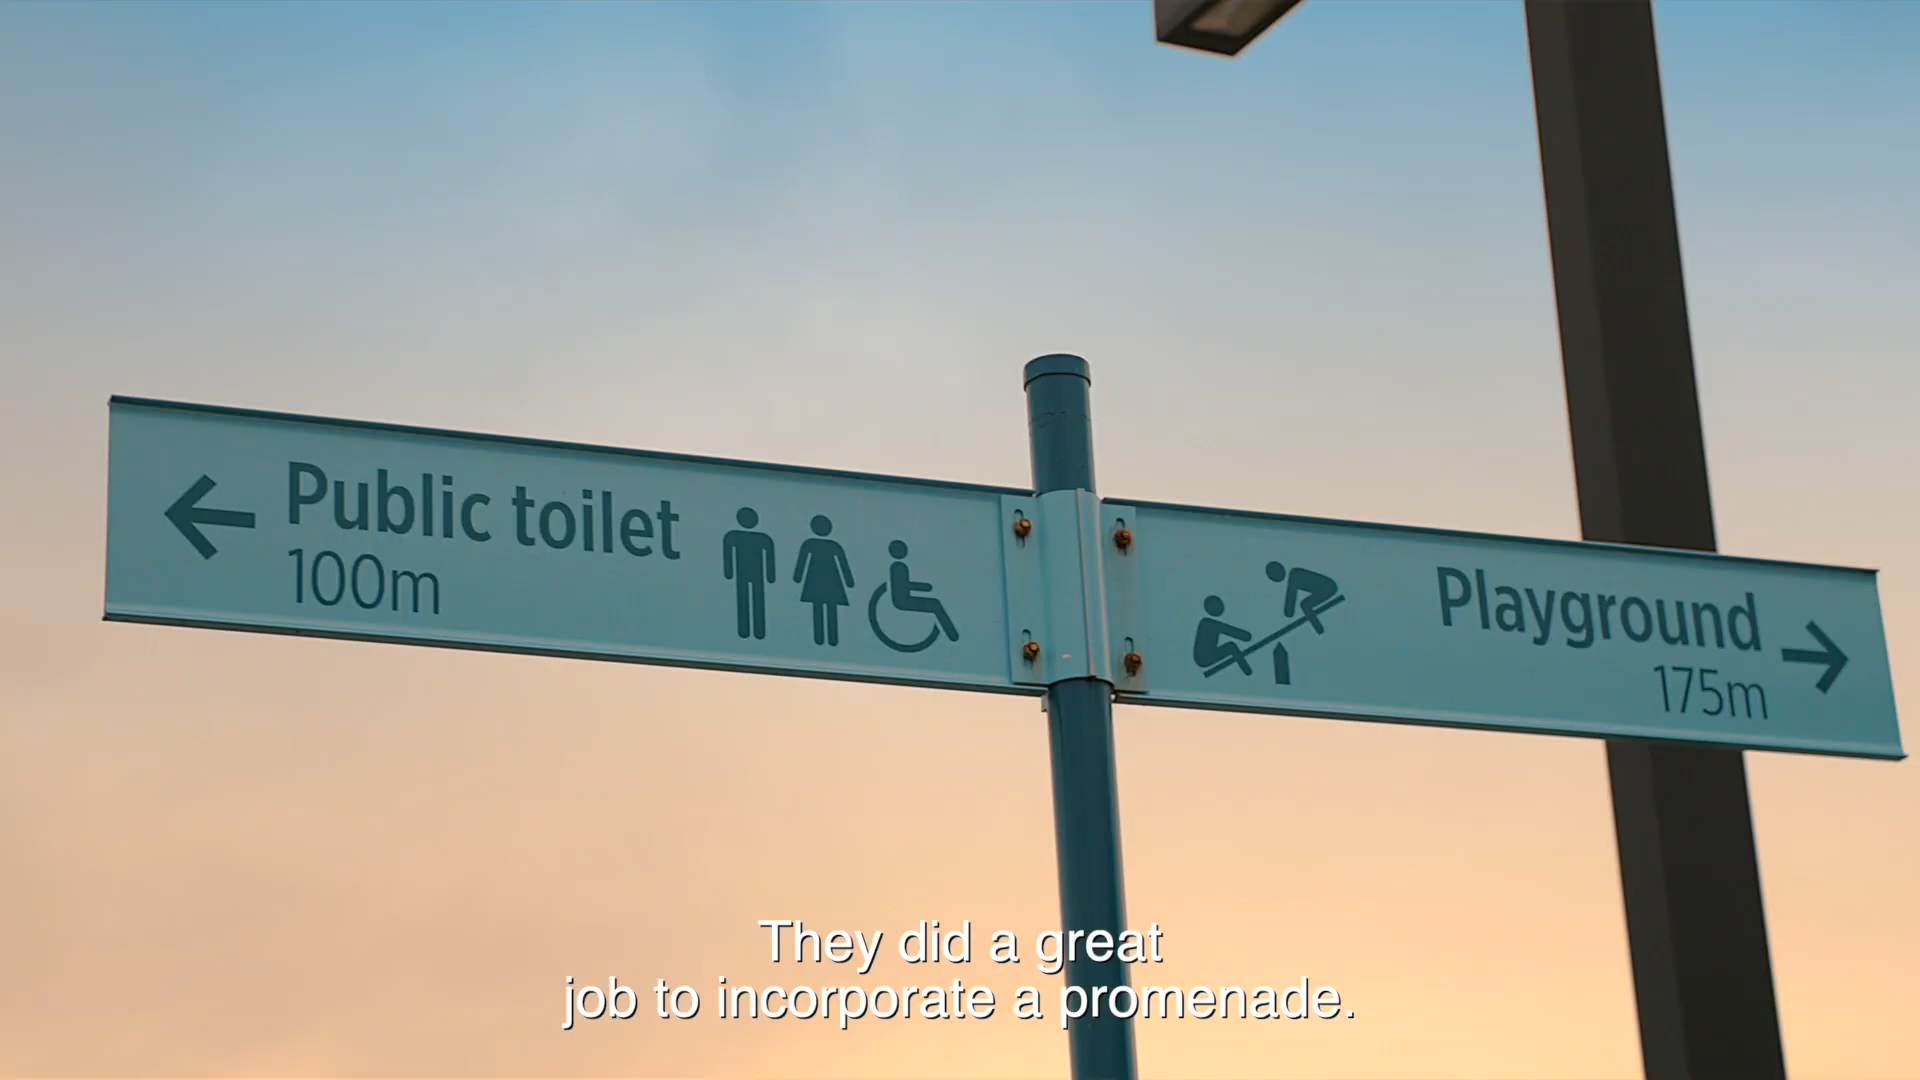 Public toilet
100m
Playground
175m
They did a great
job to incorporate a promenade.